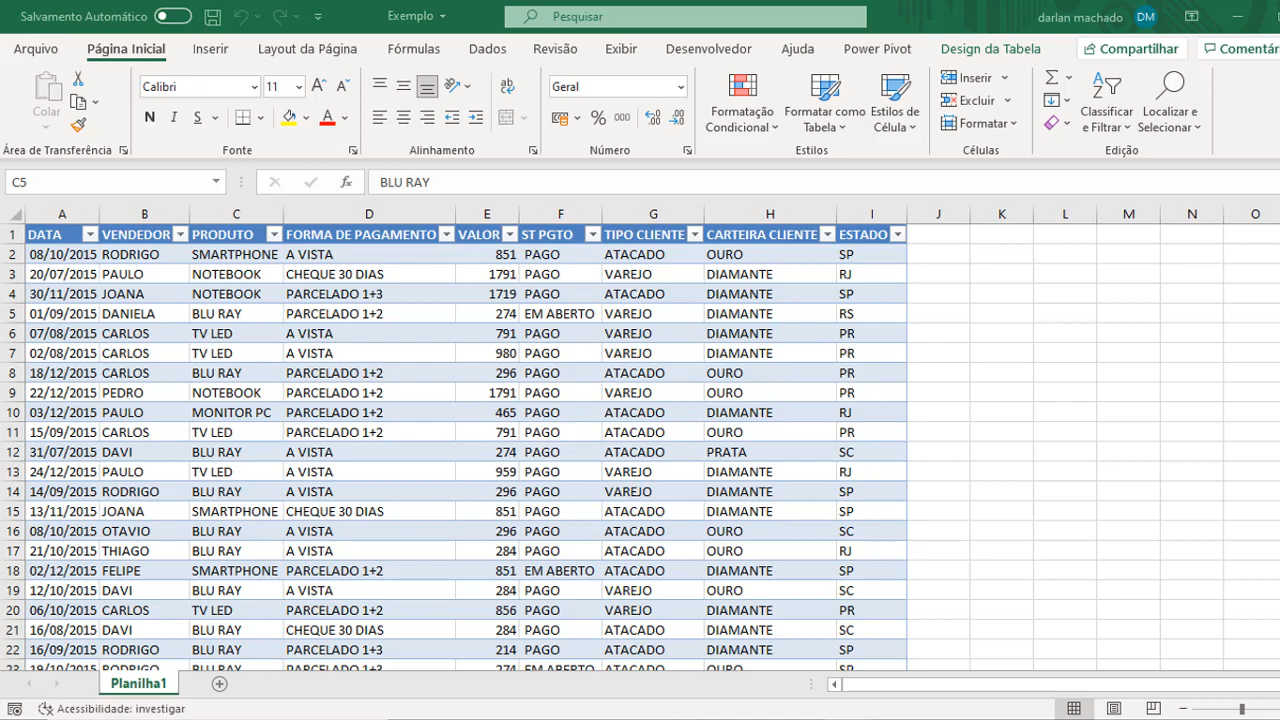 Salvamento Automático Exemplo Pesquisar darlan machado DM
Arquivo Página Inicial Inserir Layout da Página Fórmulas Dados Revisão Exibir Desenvolvedor Ajuda Power Pivot Design da Tabela Compartilhar Comentár
Colar Calibri 11 Geral Formatação Condicional Formatar como Tabela Estilos de Célula Inserir Excluir Formatar Classificar e Filtrar Localizar e Selecionar
N I S A % 000
Área de Transferência Fonte Alinhamento Número Estilos Células Edição
C5 fx BLU RAY
A B C D E F G H I J K L M N O
1 DATA VENDEDOR PRODUTO FORMA DE PAGAMENTO VALOR ST PGTO TIPO CLIENTE CARTEIRA CLIENTE ESTADO
2 08/10/2015 RODRIGO SMARTPHONE A VISTA 851 PAGO ATACADO OURO SP
3 20/07/2015 PAULO NOTEBOOK CHEQUE 30 DIAS 1791 PAGO VAREJO DIAMANTE RJ
4 30/11/2015 JOANA NOTEBOOK PARCELADO 1+3 1719 PAGO ATACADO DIAMANTE SP
5 01/09/2015 DANIELA BLU RAY PARCELADO 1+2 274 EM ABERTO VAREJO DIAMANTE RS
6 07/08/2015 CARLOS TV LED A VISTA 791 PAGO VAREJO DIAMANTE PR
7 02/08/2015 CARLOS TV LED A VISTA 980 PAGO VAREJO DIAMANTE PR
8 18/12/2015 CARLOS BLU RAY PARCELADO 1+2 296 PAGO ATACADO OURO PR
9 22/12/2015 PEDRO NOTEBOOK PARCELADO 1+2 1791 PAGO VAREJO OURO PR
10 03/12/2015 PAULO MONITOR PC PARCELADO 1+2 465 PAGO ATACADO DIAMANTE RJ
11 15/09/2015 CARLOS TV LED PARCELADO 1+2 791 PAGO ATACADO OURO PR
12 31/07/2015 DAVI BLU RAY A VISTA 274 PAGO ATACADO PRATA SC
13 24/12/2015 PAULO TV LED A VISTA 959 PAGO VAREJO DIAMANTE RJ
14 14/09/2015 RODRIGO BLU RAY A VISTA 296 PAGO VAREJO DIAMANTE SP
15 13/11/2015 JOANA SMARTPHONE CHEQUE 30 DIAS 851 PAGO ATACADO DIAMANTE SP
16 08/10/2015 OTAVIO BLU RAY A VISTA 296 PAGO ATACADO OURO SC
17 21/10/2015 THIAGO BLU RAY A VISTA 284 PAGO ATACADO OURO RJ
18 02/12/2015 FELIPE SMARTPHONE PARCELADO 1+2 851 EM ABERTO ATACADO DIAMANTE SP
19 12/10/2015 DAVI BLU RAY A VISTA 284 PAGO VAREJO OURO SC
20 06/10/2015 CARLOS TV LED PARCELADO 1+2 856 PAGO VAREJO DIAMANTE PR
21 16/08/2015 DAVI BLU RAY CHEQUE 30 DIAS 284 PAGO ATACADO DIAMANTE SC
22 16/09/2015 RODRIGO BLU RAY PARCELADO 1+3 214 PAGO ATACADO DIAMANTE SP
23 19/10/2015 RODRIGO BLU RAY PARCELADO 1+3 274 EM ABERTO ATACADO OURO SP
Planilha1
Acessibilidade: investigar